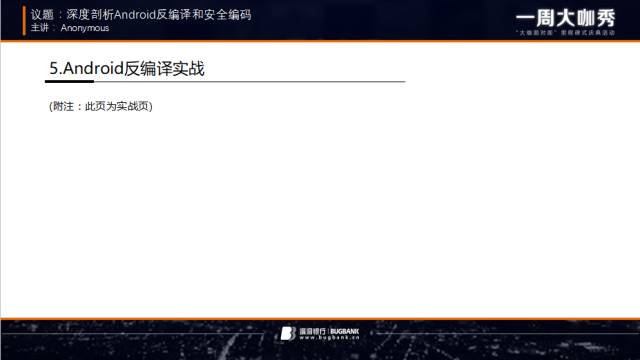 议题：深度剖析Android反编译和安全编码
主讲： Anonymous
一周大咖秀
"大咖面对面" 里程碑式庆典活动
5.Android反编译实战
(附注：此页为实战页)
漏洞银行 | BUGBANK
www.bugbank.cn